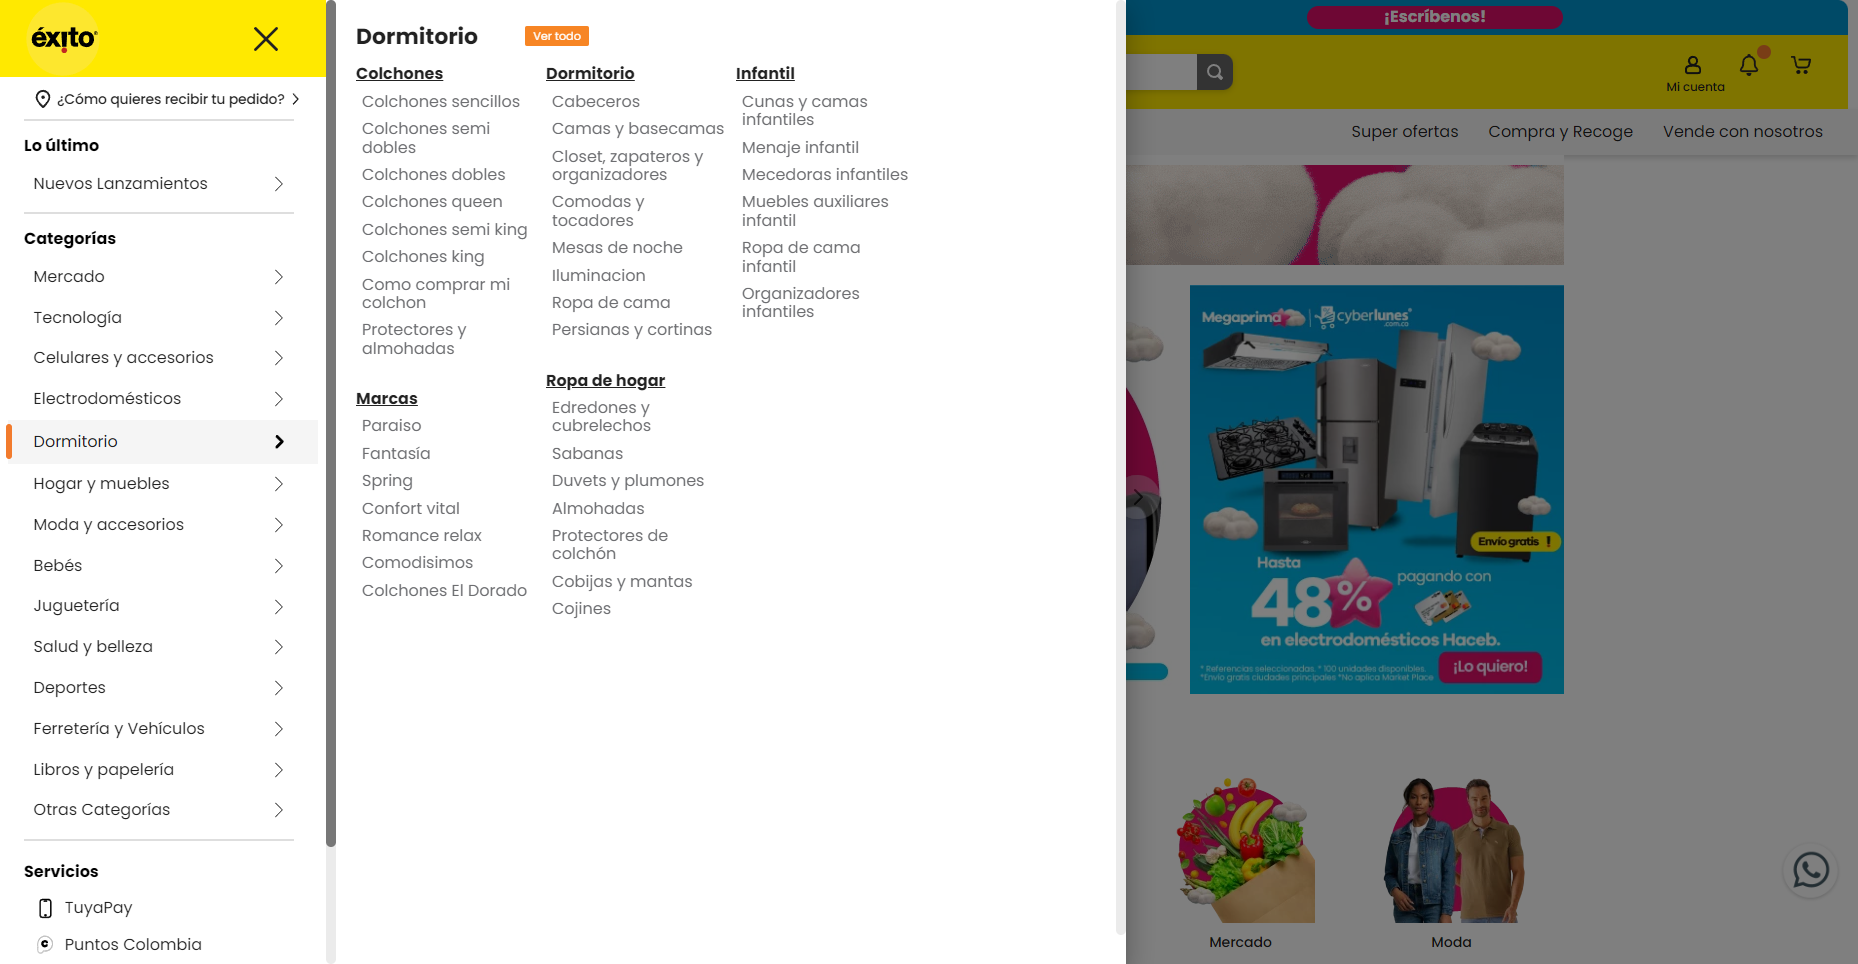 éxito
¿Cómo quieres recibir tu pedido?
Lo último
Nuevos Lanzamientos
Categorías
Mercado
Tecnología
Celulares y accesorios
Electrodomésticos
Dormitorio
Hogar y muebles
Moda y accesorios
Bebés
Juguetería
Salud y belleza
Deportes
Ferretería y Vehículos
Libros y papelería
Otras Categorías
Servicios
TuyaPay
Puntos Colombia
Dormitorio
Ver todo
Colchones
Colchones sencillos
Colchones semi
dobles
Colchones dobles
Colchones queen
Colchones semi king
Colchones king
Como comprar mi
colchon
Protectores y
almohadas
Marcas
Paraiso
Fantasía
Spring
Confort vital
Romance relax
Comodisimos
Colchones El Dorado
Dormitorio
Cabeceros
Camas y basecamas
Closet, zapateros y
organizadores
Comodas y
tocadores
Mesas de noche
Iluminacion
Ropa de cama
Persianas y cortinas
Ropa de hogar
Edredones y
cubrelechos
Sabanas
Duvets y plumones
Almohadas
Protectores de
colchón
Cobijas y mantas
Cojines
Infantil
Cunas y camas
infantiles
Menaje infantil
Mecedoras infantiles
Muebles auxiliares
infantil
Ropa de cama
infantil
Organizadores
infantiles
¡Escríbenos!
Mi cuenta
Super ofertas
Compra y Recoge
Vende con nosotros
Megaprima
cyberlunes
.com.co
Envío gratis !
Hasta
48%
pagando con
en electrodomésticos Haceb.
* Referencias seleccionadas. * 100 unidades disponibles.
*Envío gratis ciudades principales *No aplica Market Place
¡Lo quiero!
Mercado
Moda